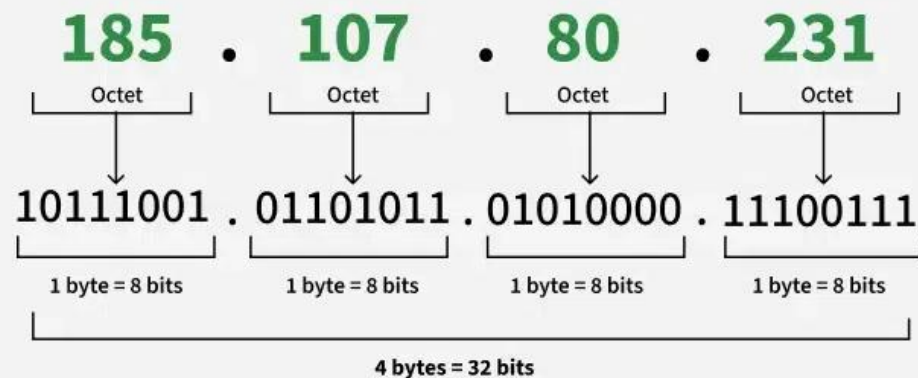 185 . 107 . 80 . 231
Octet Octet Octet Octet
10111001 . 01101011 . 01010000 . 11100111
1 byte = 8 bits 1 byte = 8 bits 1 byte = 8 bits 1 byte = 8 bits
4 bytes = 32 bits